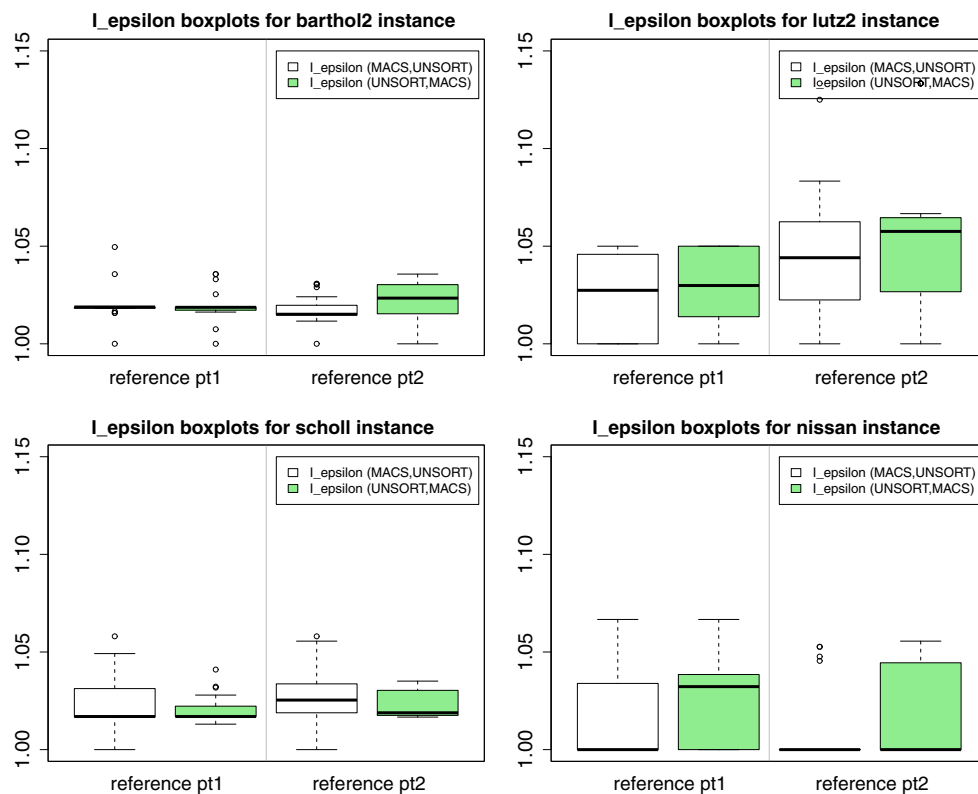 I_epsilon boxplots for barthol2 instance
1.15
1.10
1.05
1.00
I_epsilon (MACS,UNSORT)
I_epsilon (UNSORT,MACS)
reference pt1
reference pt2
I_epsilon boxplots for lutz2 instance
1.15
1.10
1.05
1.00
I_epsilon (MACS,UNSORT)
I_epsilon (UNSORT,MACS)
reference pt1
reference pt2
I_epsilon boxplots for scholl instance
1.15
1.10
1.05
1.00
I_epsilon (MACS,UNSORT)
I_epsilon (UNSORT,MACS)
reference pt1
reference pt2
I_epsilon boxplots for nissan instance
1.15
1.10
1.05
1.00
I_epsilon (MACS,UNSORT)
I_epsilon (UNSORT,MACS)
reference pt1
reference pt2